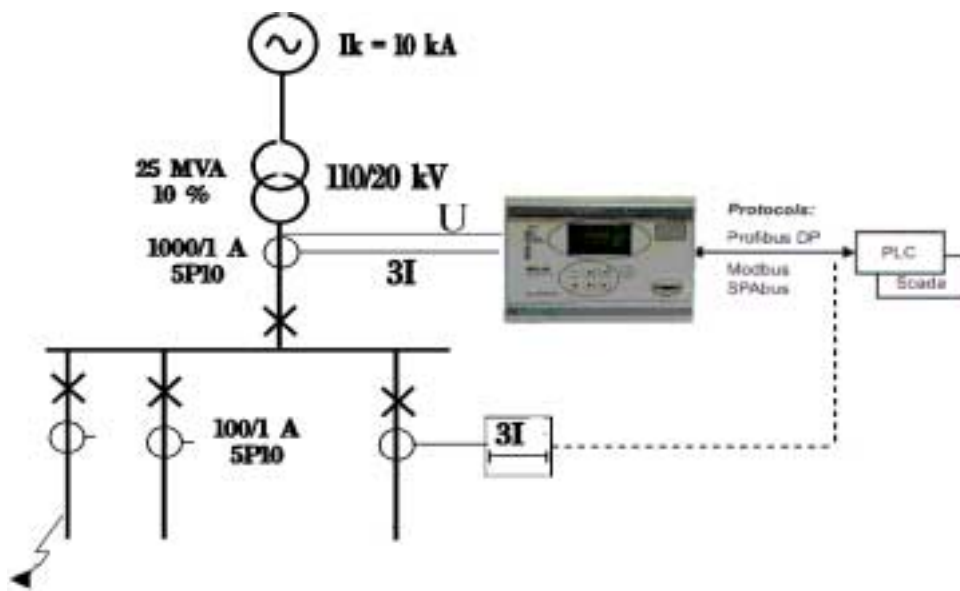 Ik = 10 kA
25 MVA
10 %
110/20 kV
U
1000/1 A
5P10
3I
Protocols:
Profibus DP
Modbus
SPAbus
PLC
Scada
100/1 A
5P10
3I